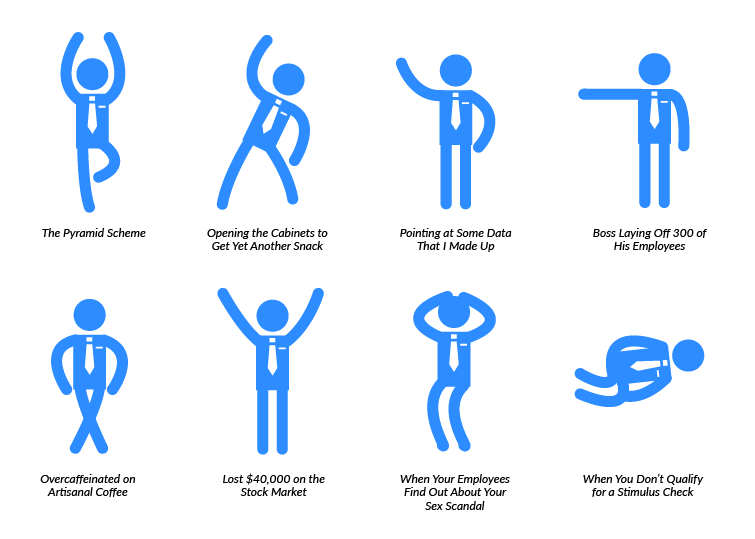 The Pyramid Scheme
Opening the Cabinets to
Get Yet Another Snack
Pointing at Some Data
That I Made Up
Boss Laying Off 300 of
His Employees
Overcaffeinated on
Artisanal Coffee
Lost $40,000 on the
Stock Market
When Your Employees
Find Out About Your
Sex Scandal
When You Don't Qualify
for a Stimulus Check